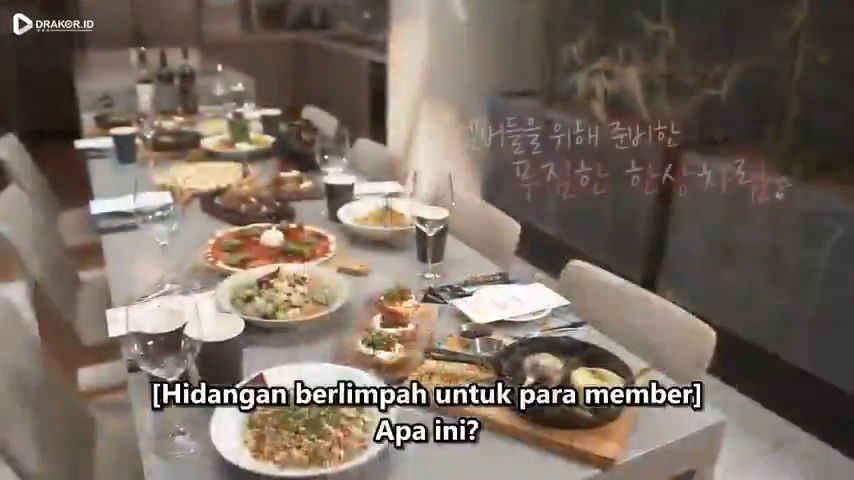 DRAKOR.ID
멤버들을 위해 준비한
푸짐한 한상차림
[Hidangan berlimpah untuk para member]
Apa ini?